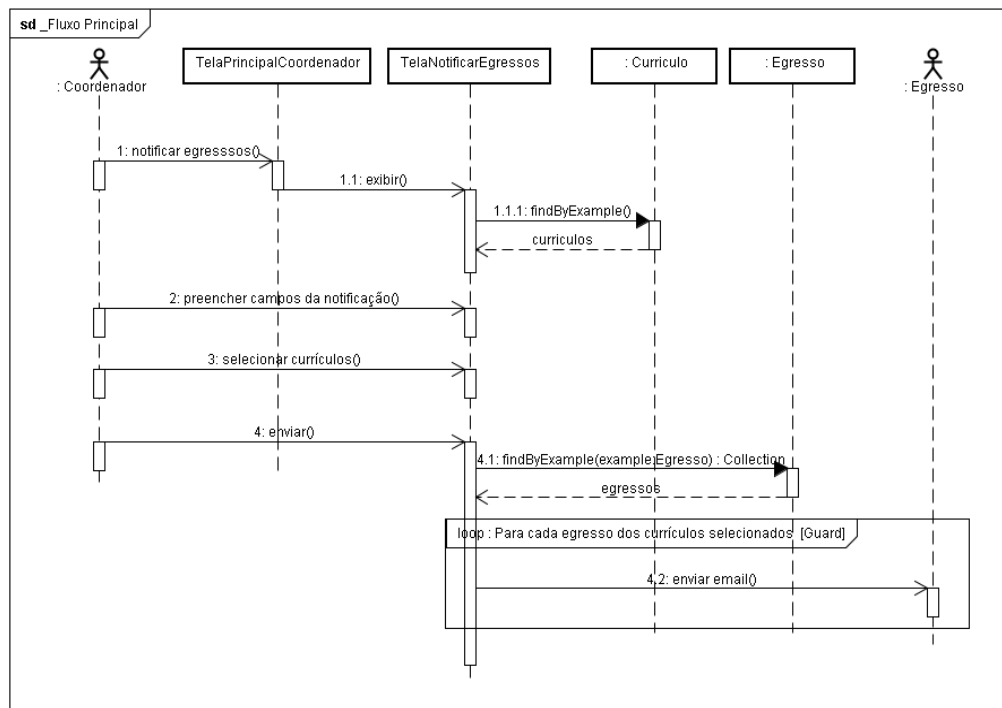 sd _Fluxo Principal
: Coordenador
TelaPrincipalCoordenador
TelaNotificarEgressos
: Curriculo
: Egresso
: Egresso
1: notificar egresssos()
1.1: exibir()
1.1.1: findByExample()
curriculos
2: preencher campos da notificação()
3: selecionar currículos()
4: enviar()
4.1: findByExample(example:Egresso) : Collection
egressos
loop : Para cada egresso dos currículos selecionados [Guard]
4.2: enviar email()